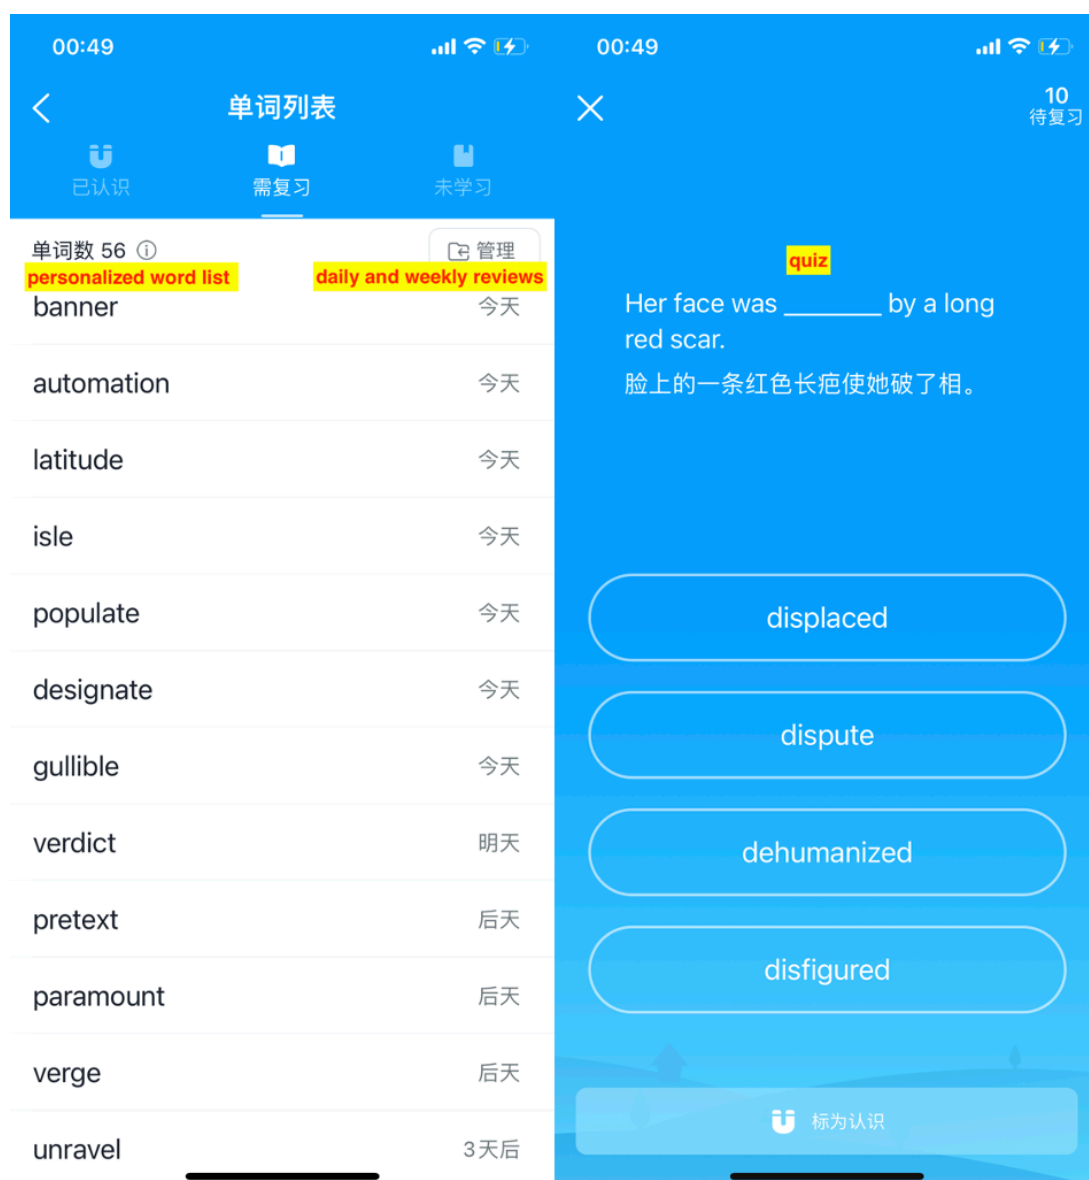 00:49
单词列表
已认识
需复习
未学习
单词数 56
管理
personalized word list
daily and weekly reviews
banner
今天
automation
今天
latitude
今天
isle
今天
populate
今天
designate
今天
gullible
今天
verdict
明天
pretext
后天
paramount
后天
verge
后天
unravel
3天后
00:49
10
待复习
quiz
Her face was ________ by a long
red scar.
脸上的一条红色长疤使她破了相。
displaced
dispute
dehumanized
disfigured
标为认识